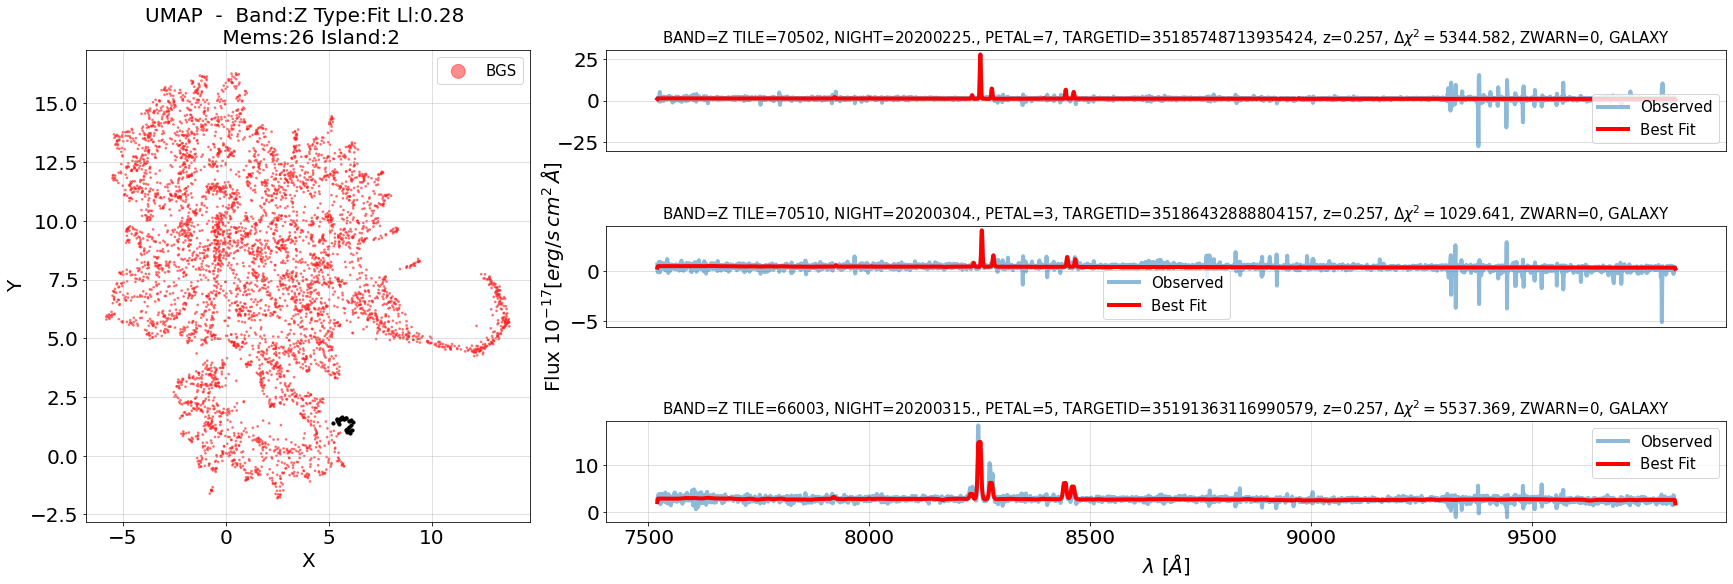 UMAP - Band:Z Type:Fit Ll:0.28
Mems:26 Island:2
BGS
15.0
12.5
10.0
7.5
5.0
2.5
0.0
−2.5
Y
−5
0
5
10
X
Flux 10^{-17}[erg/s cm^2 Å]
BAND=Z TILE=70502, NIGHT=20200225., PETAL=7, TARGETID=35185748713935424, z=0.257, Δχ²=5344.582, ZWARN=0, GALAXY
25
0
−25
Observed
Best Fit
BAND=Z TILE=70510, NIGHT=20200304., PETAL=3, TARGETID=35186432888804157, z=0.257, Δχ²=1029.641, ZWARN=0, GALAXY
0
−5
Observed
Best Fit
BAND=Z TILE=66003, NIGHT=20200315., PETAL=5, TARGETID=35191363116990579, z=0.257, Δχ²=5537.369, ZWARN=0, GALAXY
10
0
Observed
Best Fit
7500
8000
8500
9000
9500
λ [Å]